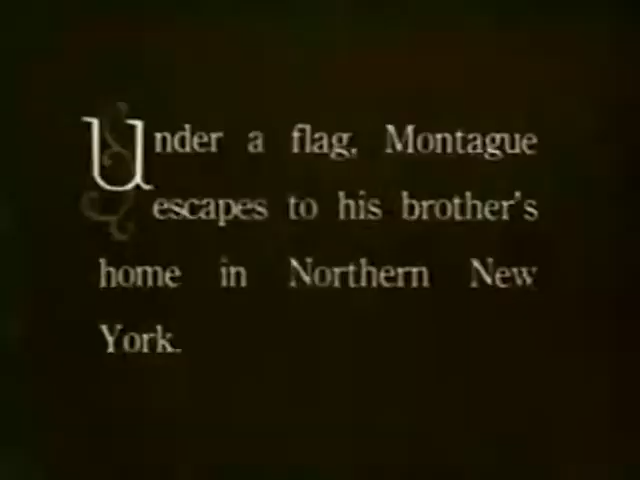 Under a flag, Montague
escapes to his brother's
home in Northern New
York.